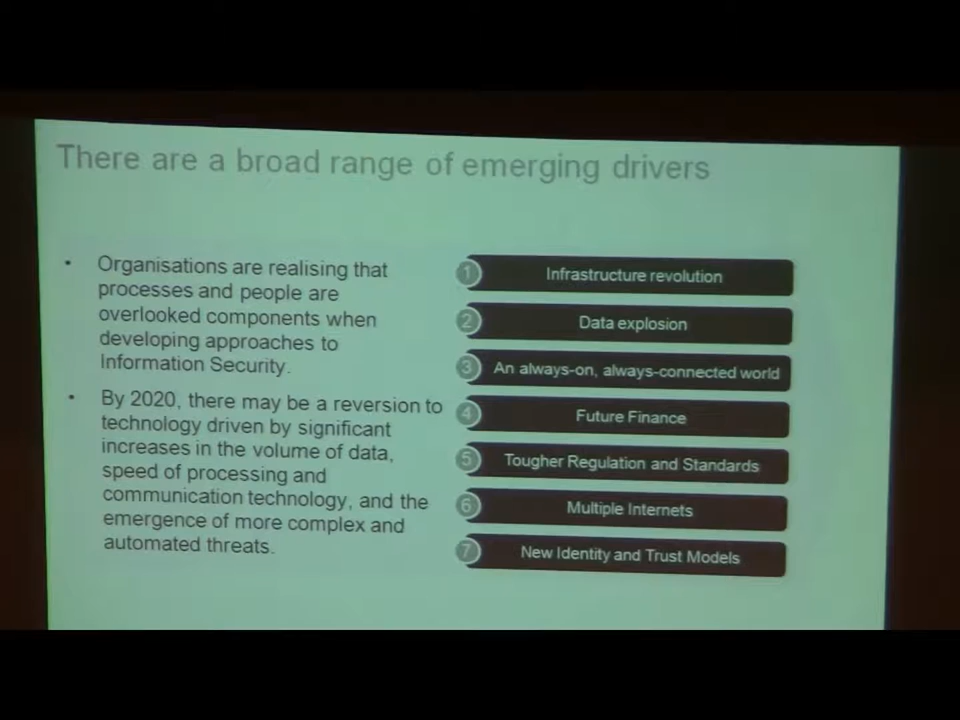 There are a broad range of emerging drivers
• Organisations are realising that
processes and people are
overlooked components when
developing approaches to
Information Security.
• By 2020, there may be a reversion to
technology driven by significant
increases in the volume of data,
speed of processing and
communication technology, and the
emergence of more complex and
automated threats.
1 Infrastructure revolution
2 Data explosion
3 An always-on, always-connected world
4 Future Finance
5 Tougher Regulation and Standards
6 Multiple Internets
7 New Identity and Trust Models